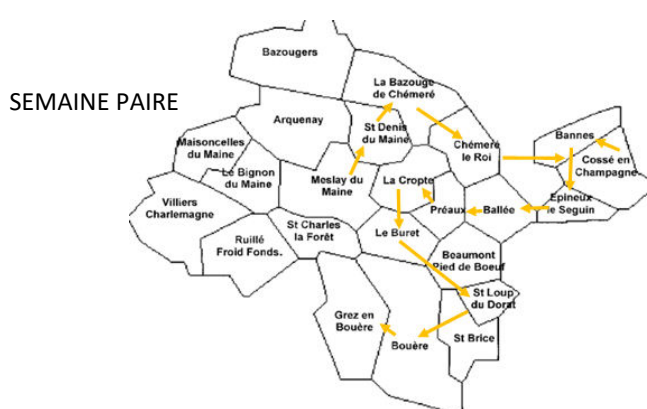 SEMAINE PAIRE
Bazougers
La Bazouge
de Chémeré
Arquenay
St Denis
du Maine
Chémeré
le Roi
Bannes
Cossé en
Champagne
Maisoncelles
du Maine
Le Bignon
du Maine
Meslay du
Maine
La Cropte
Epineux
le Seguin
Villiers
Charlemagne
Préaux
Ballée
St Charles
la Forêt
Le Buret
Ruillé
Froid Fonds.
Beaumont
Pied de Boeuf
St Loup
du Dorat
Grez en
Bouère
Bouère
St Brice